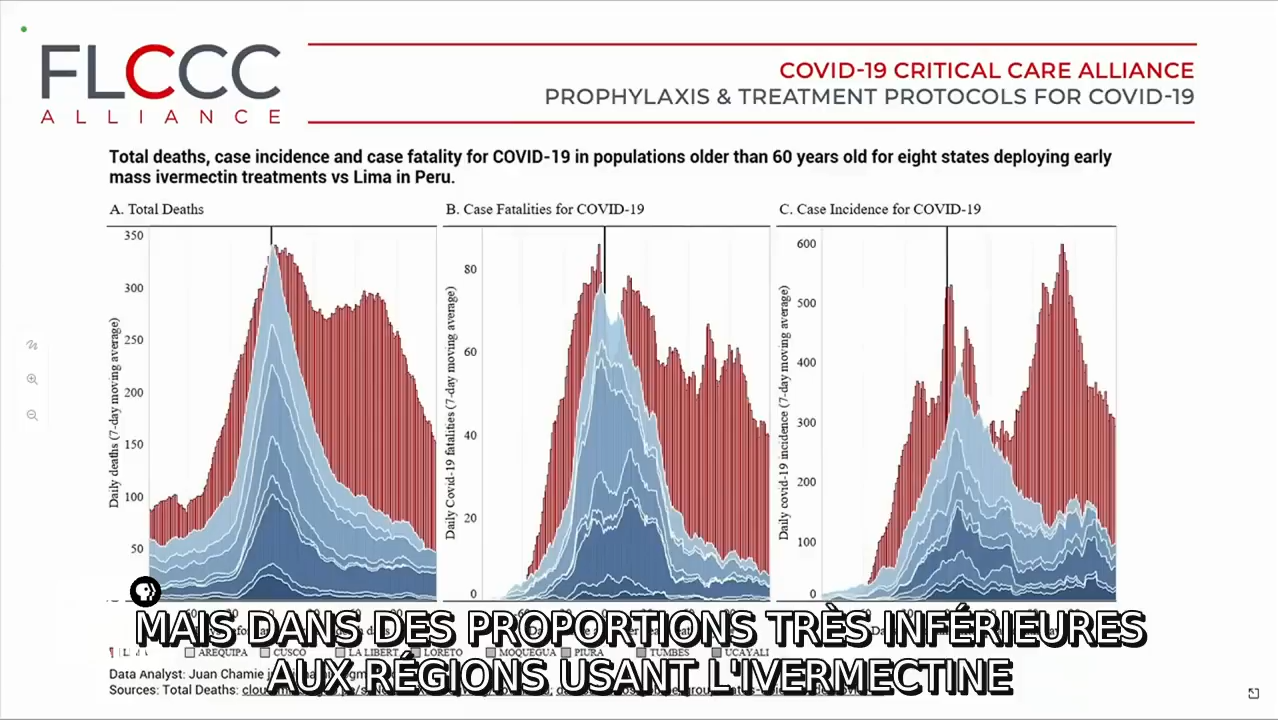 FLCCC
ALLIANCE
COVID-19 CRITICAL CARE ALLIANCE
PROPHYLAXIS & TREATMENT PROTOCOLS FOR COVID-19
Total deaths, case incidence and case fatality for COVID-19 in populations older than 60 years old for eight states deploying early
mass ivermectin treatments vs Lima in Peru.
A. Total Deaths
B. Case Fatalities for COVID-19
C. Case Incidence for COVID-19
Daily deaths (7-day moving average)
350
300
250
200
150
100
50
Daily Covid-19 fatalities (7-day moving average)
80
60
40
20
0
Daily covid-19 incidence (7-day moving average)
600
500
400
300
200
100
0
MAIS DANS DES PROPORTIONS TRÈS INFÉRIEURES
AREQUIPA CUSCO LA LIBERT LORETO MOQUEGUA PIURA TUMBES UCAYALI
AUX RÉGIONS USANT L'IVERMECTINE
Data Analyst: Juan Chamie
Sources: Total Deaths: